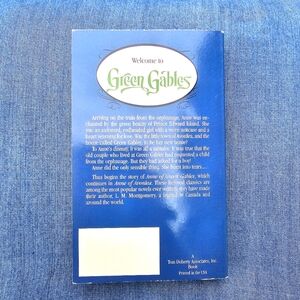 Welcome to
Green Gables
Arriving on the train from the orphanage, Anne was en-
chanted by the green beauty of Prince Edward Island. She
was an awkward, redheaded girl with a worn suitcase and a
heart yearning for love. Was the little town of Avonlea, and the
house called Green Gables, to be her new home?
To Anne's dismay, it was all a mistake. It was true that the
old couple who lived at Green Gables had requested a child
from the orphanage. But they had asked for a boy!
Anne did the only sensible thing. She burst into tears . . .
Thus begins the story of Anne of Green Gables, which
continues in Anne of Avonlea. These beloved classics are
among the most popular novels ever written; they have made
their author, L. M. Montgomery, a legend in Canada and
around the world.
A
Tom Doherty Associates, Inc.
Book
Printed in the USA